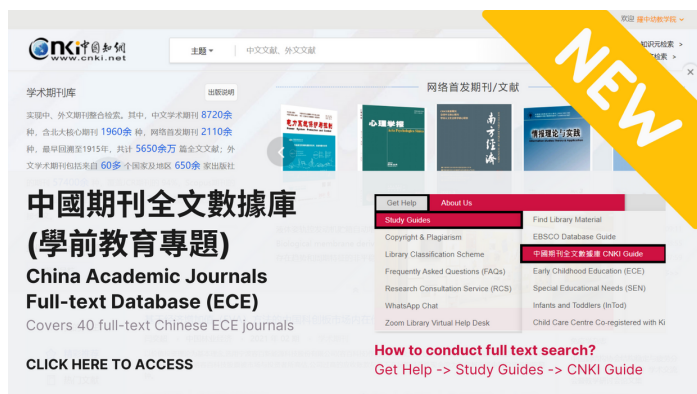 欢迎 耀中幼教学院
cnki中国知网
www.cnki.net
主题
中文文献、外文文献
知识元检索 >
检索 >
NEW
学术期刊库
出版说明
实现中、外文期刊整合检索。其中，中文学术期刊 8720余
种，含北大核心期刊 1960余 种，网络首发期刊 2110余
种，最早回溯至1915年，共计 5650余万 篇全文文献；外
文学术期刊包括来自 60多 个国家及地区 650余 家出版社
网络首发期刊/文献
心理学报
南方经济
情报理论与实践
中國期刊全文數據庫
(學前教育專題)
China Academic Journals
Full-text Database (ECE)
Covers 40 full-text Chinese ECE journals
CLICK HERE TO ACCESS
Get Help
About Us
Study Guides
Find Library Material
Copyright & Plagiarism
EBSCO Database Guide
Library Classification Scheme
中國期刊全文數據庫 CNKI Guide
Frequently Asked Questions (FAQs)
Early Childhood Education (ECE)
Research Consultation Service (RCS)
Special Educational Needs (SEN)
WhatsApp Chat
Infants and Toddlers (InTod)
Zoom Library Virtual Help Desk
Child Care Centre Co-registered with Ki
How to conduct full text search?
Get Help -> Study Guides -> CNKI Guide